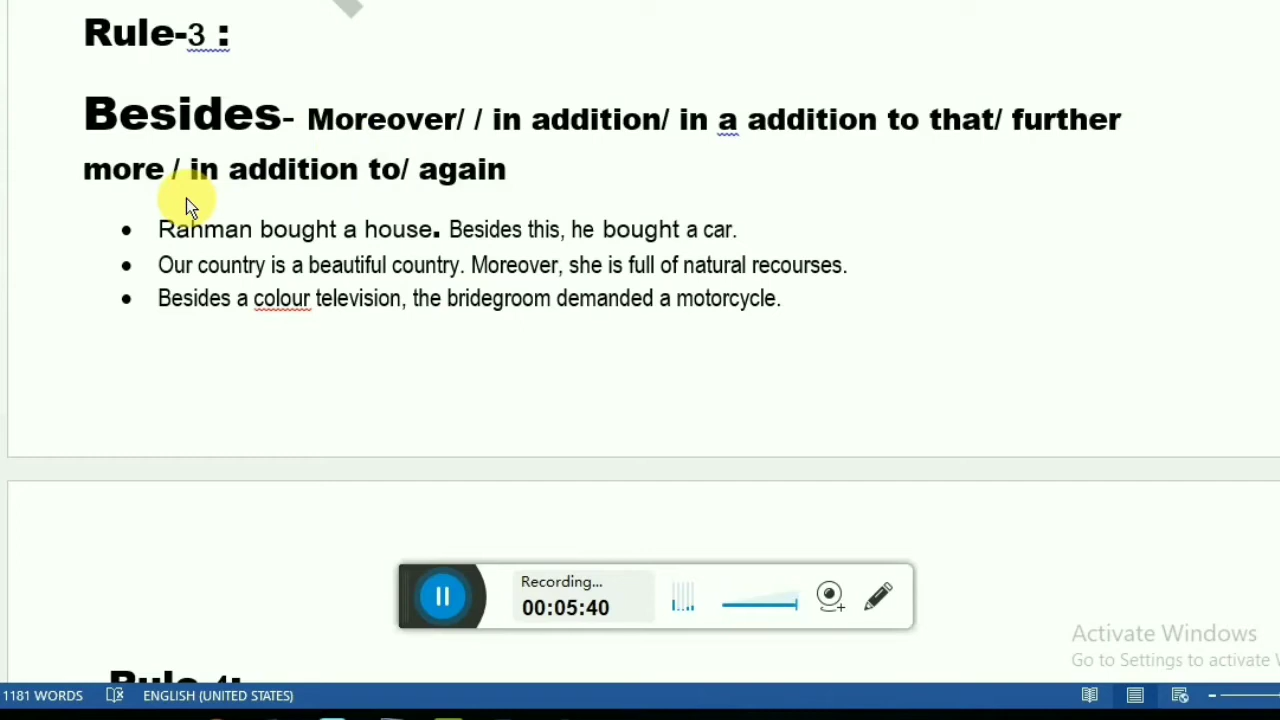 Rule-3 :
Besides- Moreover/ / in addition/ in a addition to that/ further
more / in addition to/ again
• Rahman bought a house. Besides this, he bought a car.
• Our country is a beautiful country. Moreover, she is full of natural recourses.
• Besides a colour television, the bridegroom demanded a motorcycle.
Recording...
00:05:40
Activate Windows
Go to Settings to activate
Rule 4:
1181 WORDS ENGLISH (UNITED STATES)